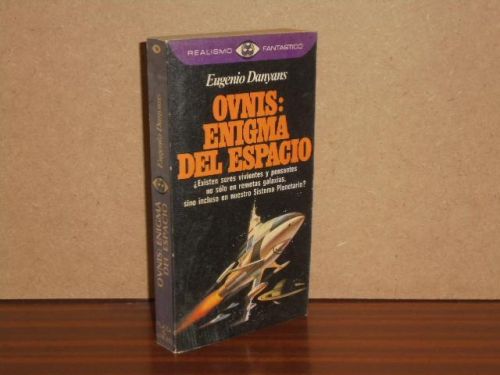 REALISMO FANTASTICO
Eugenio Danyans
OVNIS:
ENIGMA
DEL ESPACIO
¿Existen seres vivientes y pensantes
no sólo en remotas galaxias,
sino incluso en nuestro Sistema Planetario?
Eugenio Danyans
OVNIS: ENIGMA
DEL ESPACIO